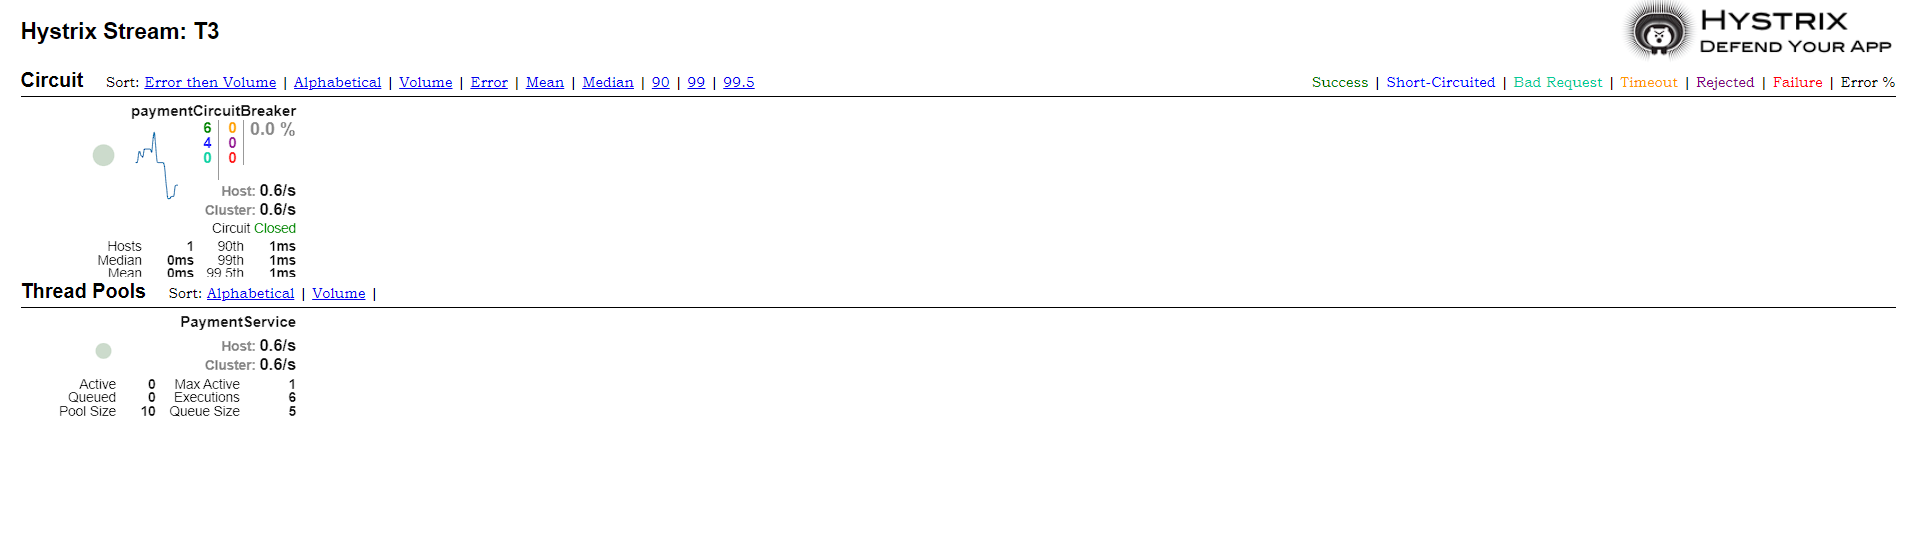 Hystrix Stream: T3
HYSTRIX
DEFEND YOUR APP
Circuit Sort: Error then Volume | Alphabetical | Volume | Error | Mean | Median | 90 | 99 | 99.5
Success | Short-Circuited | Bad Request | Timeout | Rejected | Failure | Error %
paymentCircuitBreaker
6 0 0.0 %
4 0
0 0
Host: 0.6/s
Cluster: 0.6/s
Circuit Closed
Hosts 1 90th 1ms
Median 0ms 99th 1ms
Mean 0ms 99.5th 1ms
Thread Pools Sort: Alphabetical | Volume |
PaymentService
Host: 0.6/s
Cluster: 0.6/s
Active 0 Max Active 1
Queued 0 Executions 6
Pool Size 10 Queue Size 5